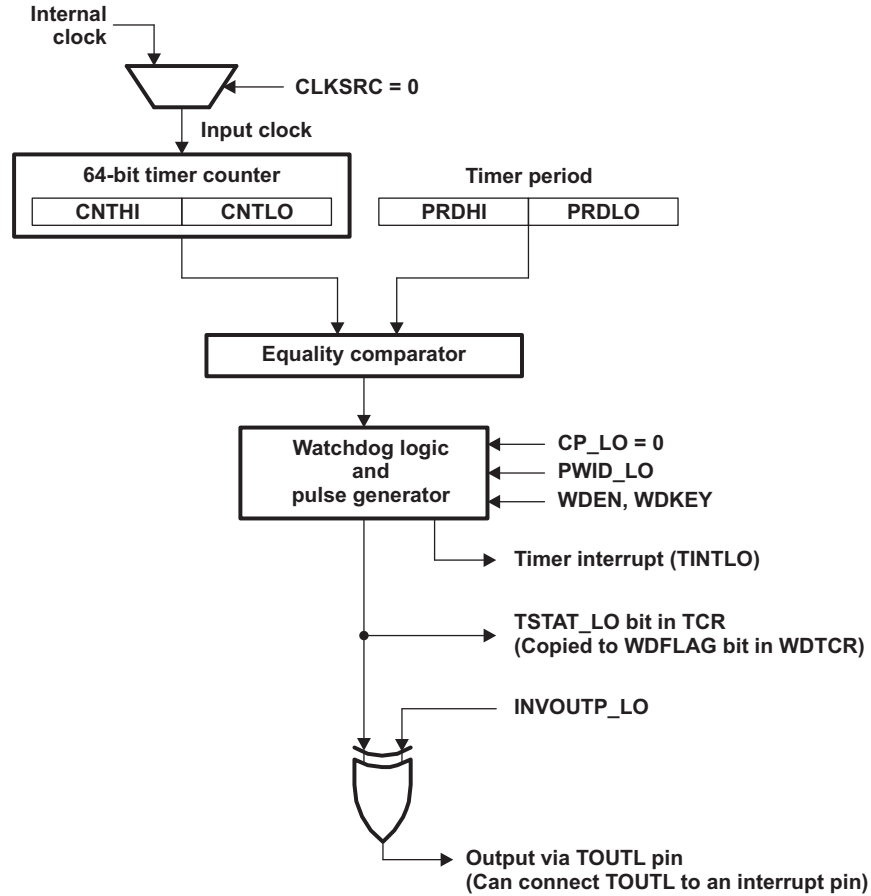 Internal
clock
CLKSRC = 0
Input clock
64-bit timer counter
Timer period
CNTHI
CNTLO
PRDHI
PRDLO
Equality comparator
Watchdog logic
and
pulse generator
CP_LO = 0
PWID_LO
WDEN, WDKEY
Timer interrupt (TINTLO)
TSTAT_LO bit in TCR
(Copied to WDFLAG bit in WDTCR)
INVOUTP_LO
Output via TOUTL pin
(Can connect TOUTL to an interrupt pin)